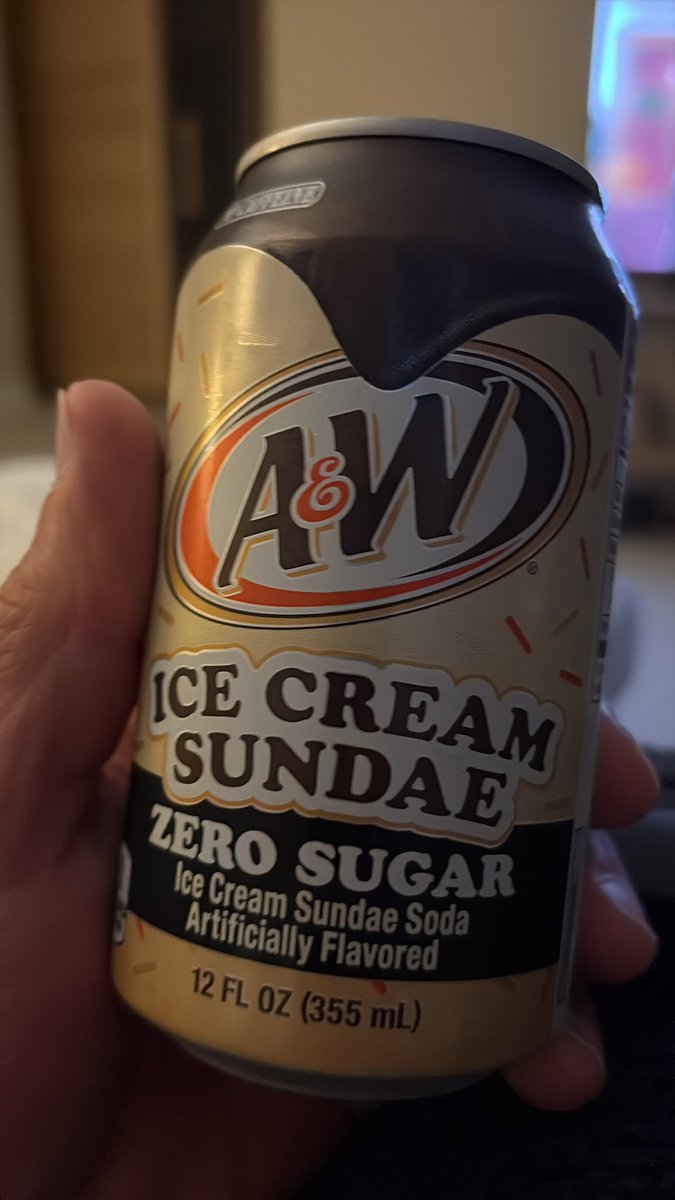 A&W
®
ICE CREAM
SUNDAE
ZERO SUGAR
Ice Cream Sundae Soda
Artificially Flavored
12 FL OZ (355 mL)